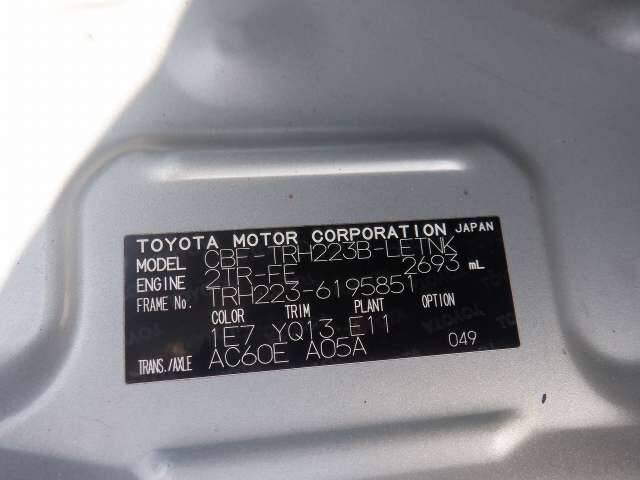 TOYOTA MOTOR CORPORATION JAPAN
MODEL CBF-TRH223B-LETNK
ENGINE 2TR-FE 2693 mL
FRAME No. TRH223-6195851
COLOR TRIM PLANT OPTION
1E7 YQ13 E11
TRANS./AXLE AC60E A05A 049